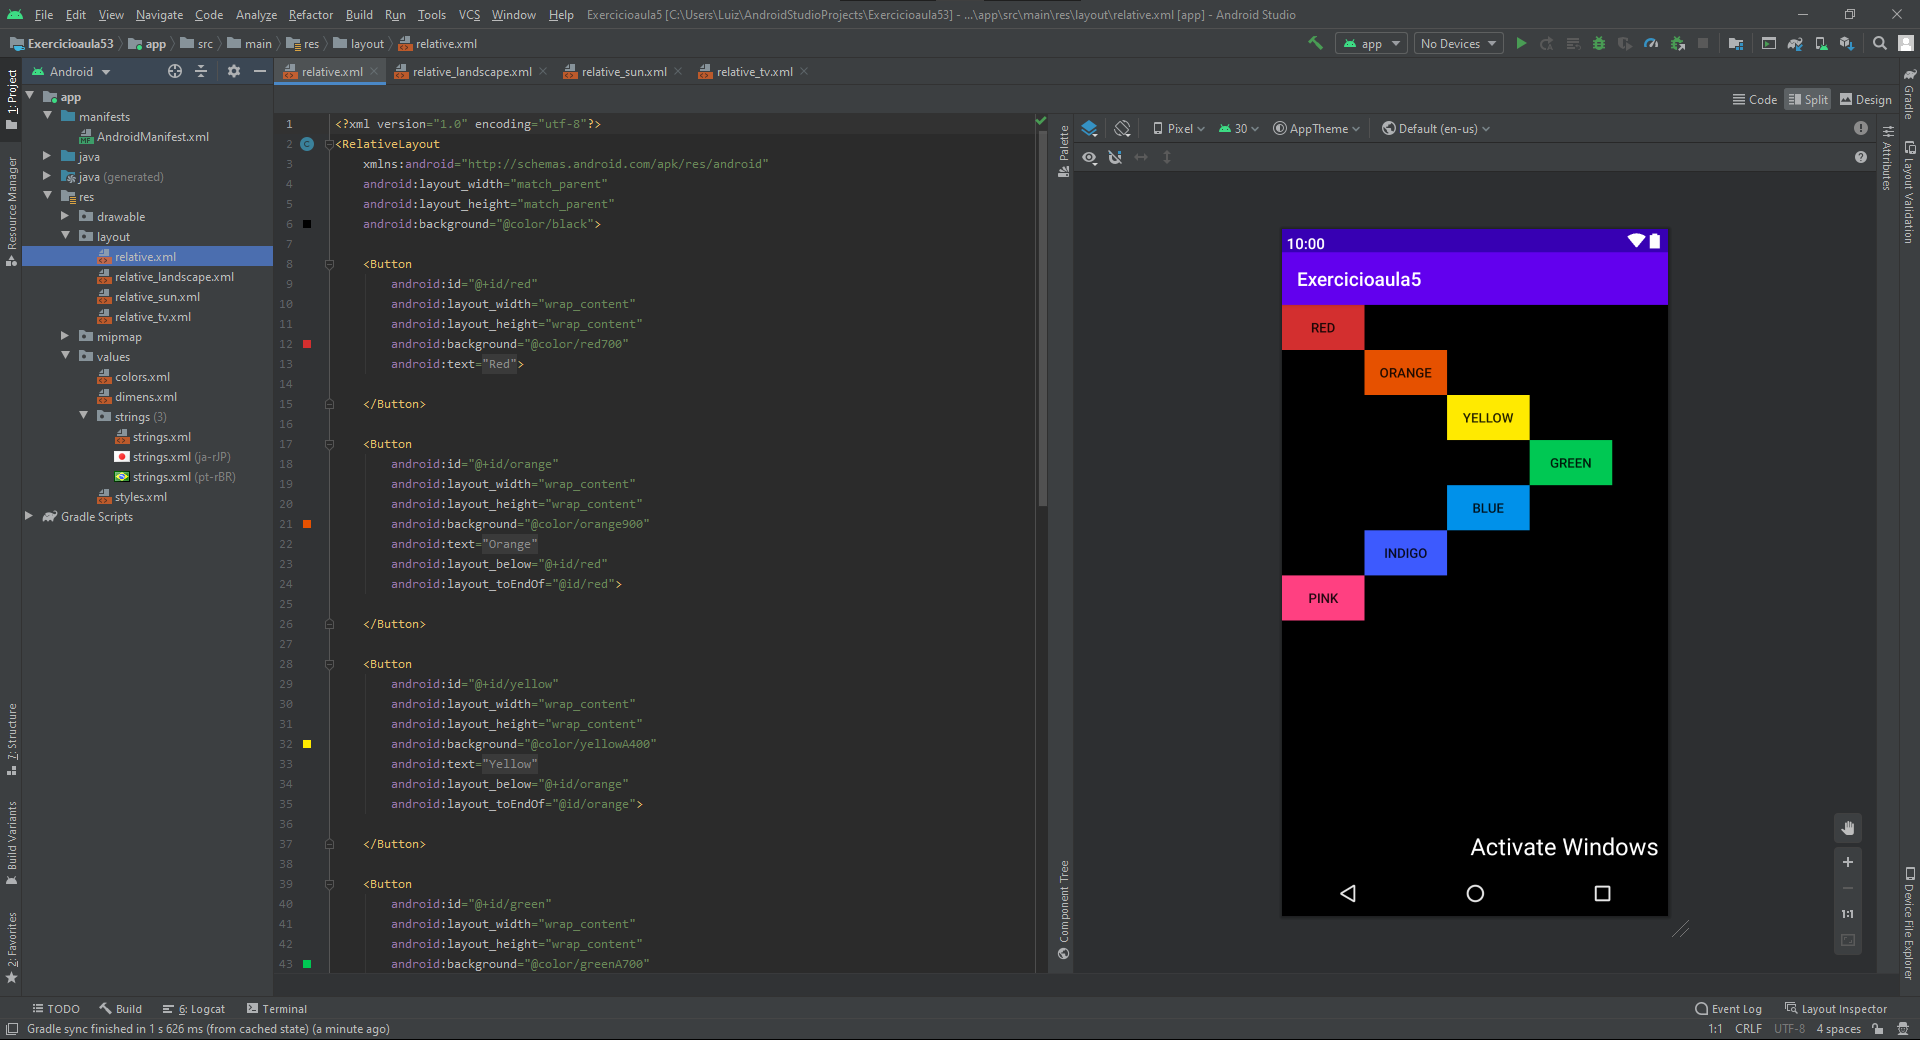 File Edit View Navigate Code Analyze Refactor Build Run Tools VCS Window Help Exercicioaula5 [C:\Users\Luiz\AndroidStudioProjects\Exercicioaula53] - ...\app\src\main\res\layout\relative.xml [app] - Android Studio
Exercicioaula53 app src main res layout relative.xml app No Devices
Android relative.xml relative_landscape.xml relative_sun.xml relative_tv.xml
Code Split Design
1: Project
Resource Manager
7: Structure
Build Variants
2: Favorites
app
manifests
AndroidManifest.xml
java
java (generated)
res
drawable
layout
relative.xml
relative_landscape.xml
relative_sun.xml
relative_tv.xml
mipmap
values
colors.xml
dimens.xml
strings (3)
strings.xml
strings.xml (ja-rJP)
strings.xml (pt-rBR)
styles.xml
Gradle Scripts
1 <?xml version="1.0" encoding="utf-8"?>
2 <RelativeLayout
3 xmlns:android="http://schemas.android.com/apk/res/android"
4 android:layout_width="match_parent"
5 android:layout_height="match_parent"
6 android:background="@color/black">
7
8 <Button
9 android:id="@+id/red"
10 android:layout_width="wrap_content"
11 android:layout_height="wrap_content"
12 android:background="@color/red700"
13 android:text="Red">
14
15 </Button>
16
17 <Button
18 android:id="@+id/orange"
19 android:layout_width="wrap_content"
20 android:layout_height="wrap_content"
21 android:background="@color/orange900"
22 android:text="Orange"
23 android:layout_below="@+id/red"
24 android:layout_toEndOf="@id/red">
25
26 </Button>
27
28 <Button
29 android:id="@+id/yellow"
30 android:layout_width="wrap_content"
31 android:layout_height="wrap_content"
32 android:background="@color/yellowA400"
33 android:text="Yellow"
34 android:layout_below="@+id/orange"
35 android:layout_toEndOf="@id/orange">
36
37 </Button>
38
39 <Button
40 android:id="@+id/green"
41 android:layout_width="wrap_content"
42 android:layout_height="wrap_content"
43 android:background="@color/greenA700"
Palette
Component Tree
Pixel 30 AppTheme Default (en-us)
10:00
Exercicioaula5
RED
ORANGE
YELLOW
GREEN
BLUE
INDIGO
PINK
Activate Windows
1:1
Attributes
Gradle
Layout Validation
Device File Explorer
TODO Build 6: Logcat Terminal Event Log Layout Inspector
Gradle sync finished in 1 s 626 ms (from cached state) (a minute ago) 1:1 CRLF UTF-8 4 spaces